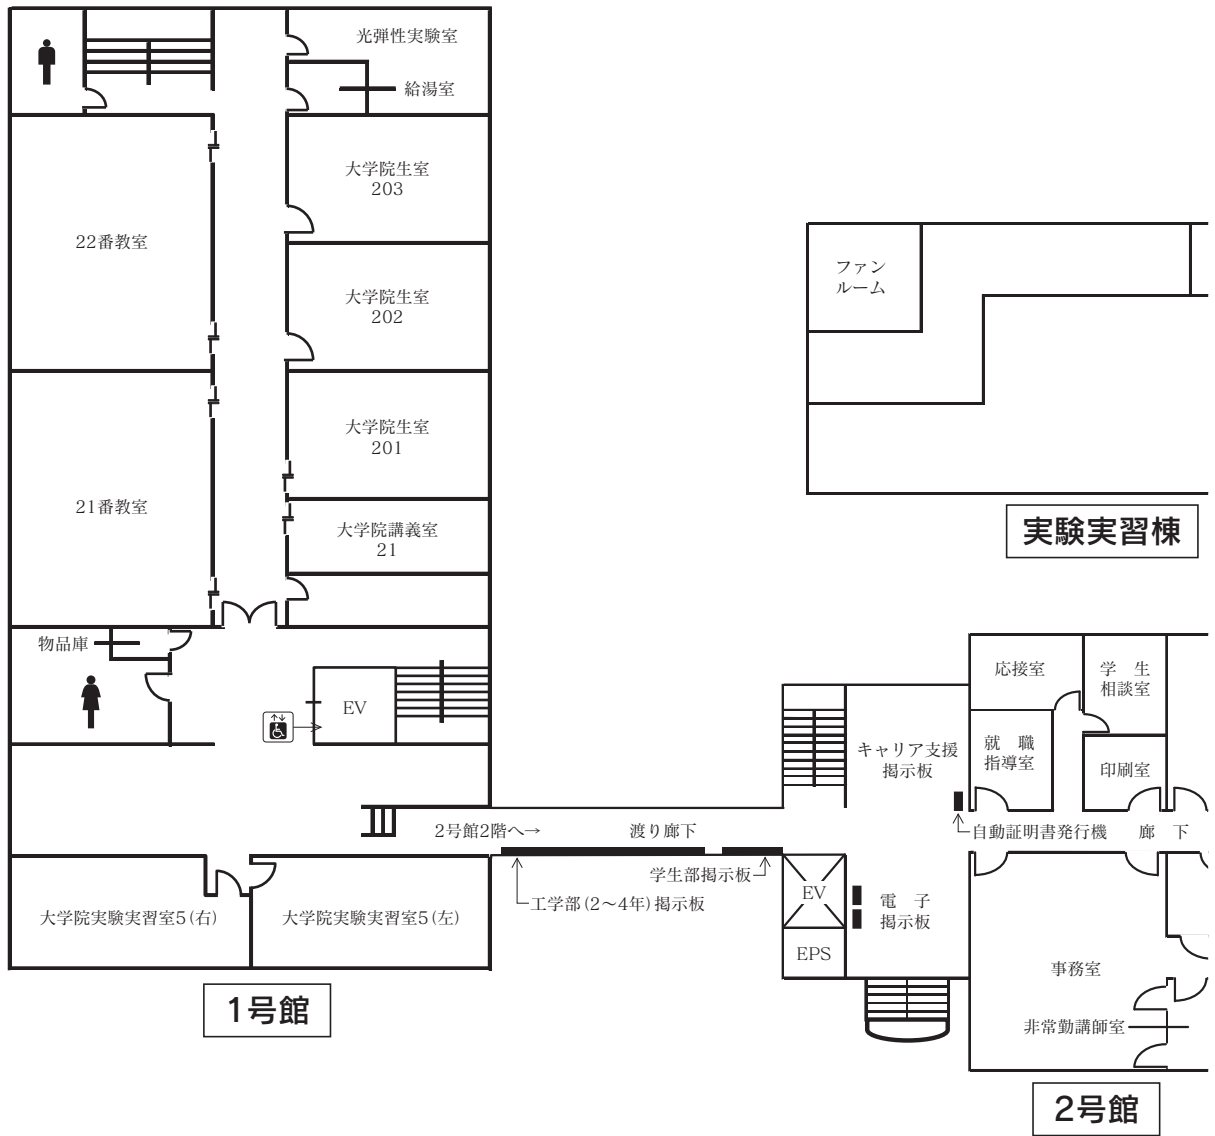 光弾性実験室
給湯室
大学院生室
203
22番教室
大学院生室
202
大学院生室
201
21番教室
大学院講義室
21
物品庫
EV
2号館2階へ→
渡り廊下
学生部掲示板
工学部(2～4年)掲示板
大学院実験実習室5(右)
大学院実験実習室5(左)
1号館
ファン
ルーム
実験実習棟
応接室
学　生
相談室
キャリア支援
掲示板
就　職
指導室
印刷室
自動証明書発行機
廊　下
EV
電　子
掲示板
EPS
事務室
非常勤講師室
2号館